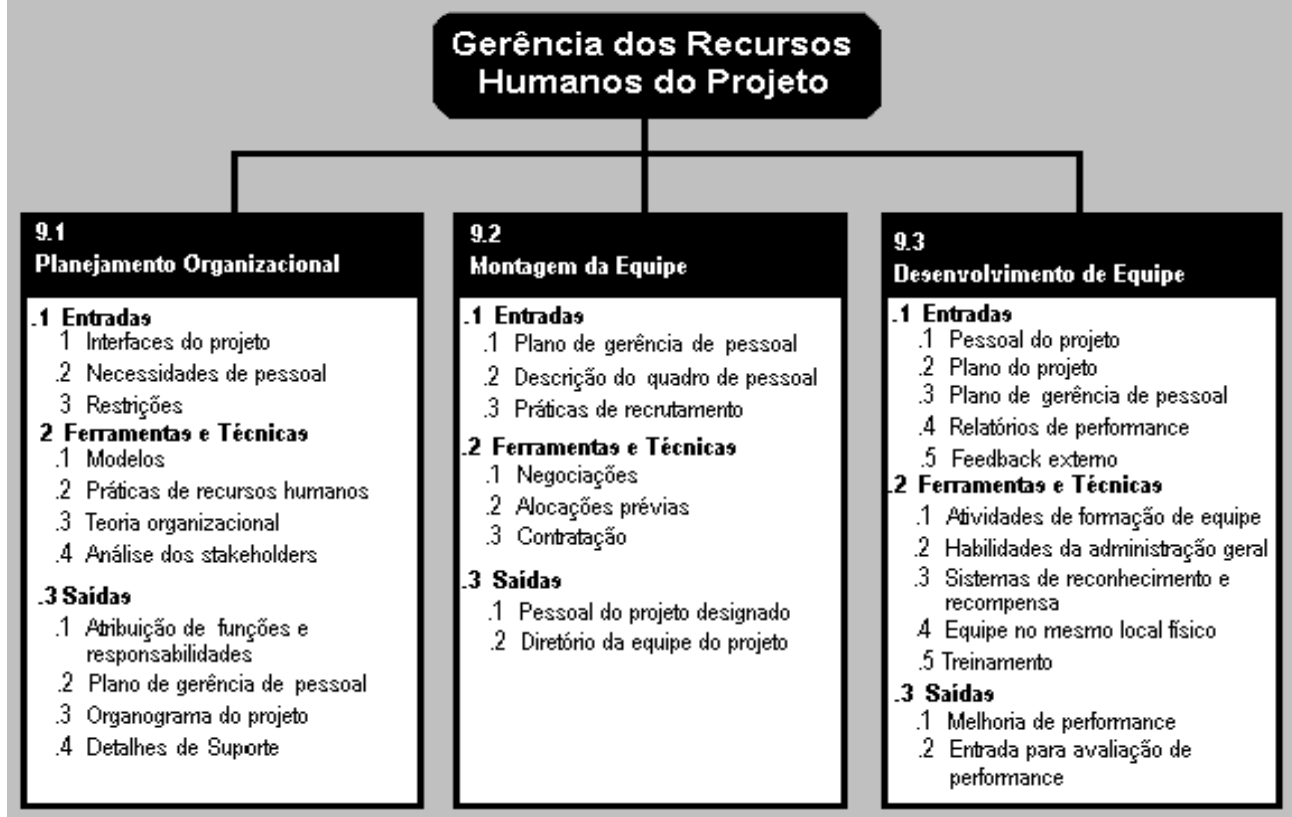 Gerência dos Recursos
Humanos do Projeto
9.1
Planejamento Organizacional
.1 Entradas
1 Interfaces do projeto
.2 Necessidades de pessoal
3 Restrições
2 Ferramentas e Técnicas
.1 Modelos
.2 Práticas de recursos humanos
.3 Teoria organizacional
.4 Análise dos stakeholders
.3 Saídas
.1 Atribuição de funções e
responsabilidades
.2 Plano de gerência de pessoal
.3 Organograma do projeto
.4 Detalhes de Suporte
9.2
Montagem da Equipe
.1 Entradas
.1 Plano de gerência de pessoal
.2 Descrição do quadro de pessoal
.3 Práticas de recrutamento
.2 Ferramentas e Técnicas
.1 Negociações
.2 Alocações prévias
.3 Contratação
.3 Saídas
.1 Pessoal do projeto designado
.2 Diretório da equipe do projeto
9.3
Desenvolvimento de Equipe
.1 Entradas
.1 Pessoal do projeto
.2 Plano do projeto
.3 Plano de gerência de pessoal
.4 Relatórios de performance
.5 Feedback externo
.2 Ferramentas e Técnicas
.1 Atividades de formação de equipe
.2 Habilidades da administração geral
.3 Sistemas de reconhecimento e
recompensa
.4 Equipe no mesmo local físico
.5 Treinamento
.3 Saídas
.1 Melhoria de performance
.2 Entrada para avaliação de
performance